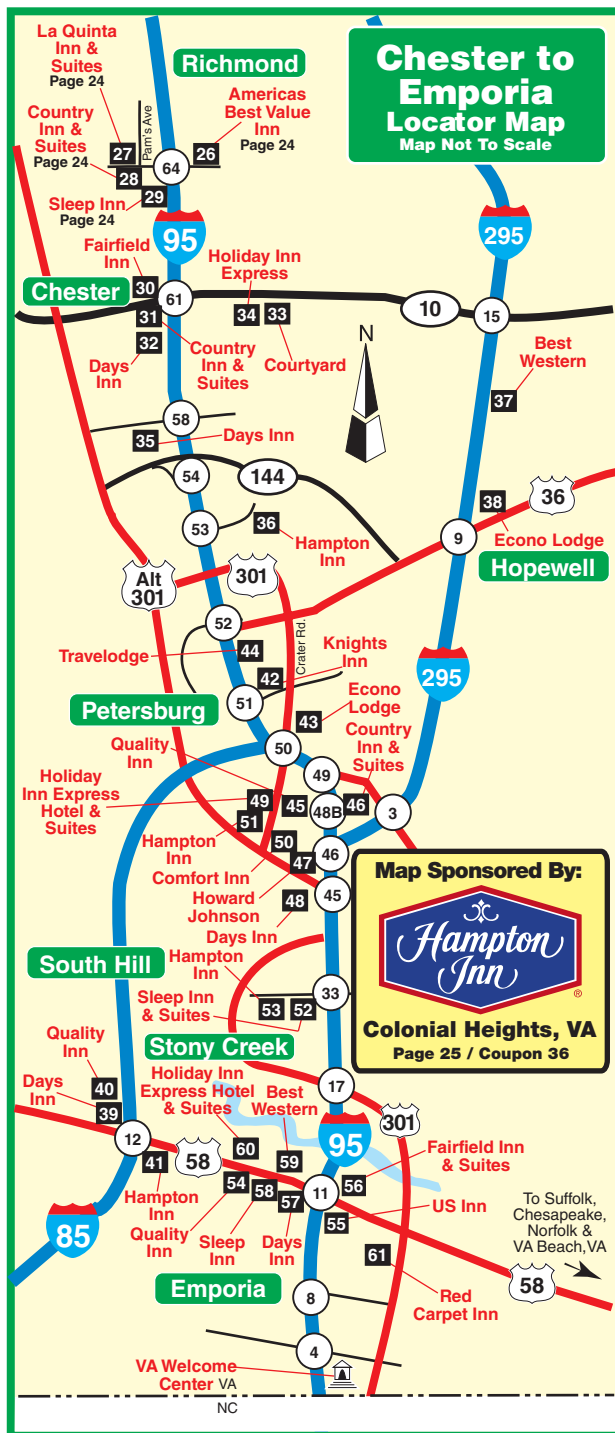 Chester to
Emporia
Locator Map
Map Not To Scale
La Quinta
Inn &
Suites
Page 24
Richmond
Country
Inn &
Suites
Page 24
Pam's Ave
Americas
Best Value
Inn
Page 24
27
26
28
64
29
Sleep Inn
Page 24
95
295
Fairfield
Inn
Holiday Inn
Express
30
Chester
61
10
15
31
34
33
32
Days
Inn
Country
Inn &
Suites
Courtyard
N
Best
Western
37
58
35
Days Inn
54
144
38
36
53
36
Hampton
Inn
9
Econo Lodge
Hopewell
Alt
301
301
52
Crater Rd.
Travelodge
44
Knights
Inn
42
295
51
Petersburg
43
Econo
Lodge
Quality
Inn
50
Country
Inn &
Suites
49
Holiday
Inn Express
Hotel &
Suites
49
45
48B
46
3
51
Hampton
Inn
50
46
Comfort Inn
47
Howard
Johnson
45
48
Days Inn
Map Sponsored By:
Hampton
Inn
®
Colonial Heights, VA
Page 25 / Coupon 36
South Hill
Hampton
Inn
Sleep Inn
& Suites
53
52
33
Stony Creek
Quality
Inn
40
Holiday Inn
Express Hotel
& Suites
Best
Western
17
301
Days
Inn
39
12
58
60
59
95
Fairfield Inn
& Suites
41
Hampton
Inn
54
58
57
11
56
Quality
Inn
Sleep
Inn
Days
Inn
55
US Inn
To Suffolk,
Chesapeake,
Norfolk &
VA Beach,VA
85
61
58
Emporia
8
Red
Carpet Inn
4
VA Welcome
Center VA
NC